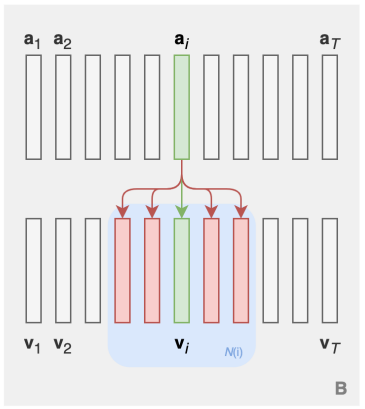 a1 a2 ai aT
v1 v2 vi vT
N(i)
B